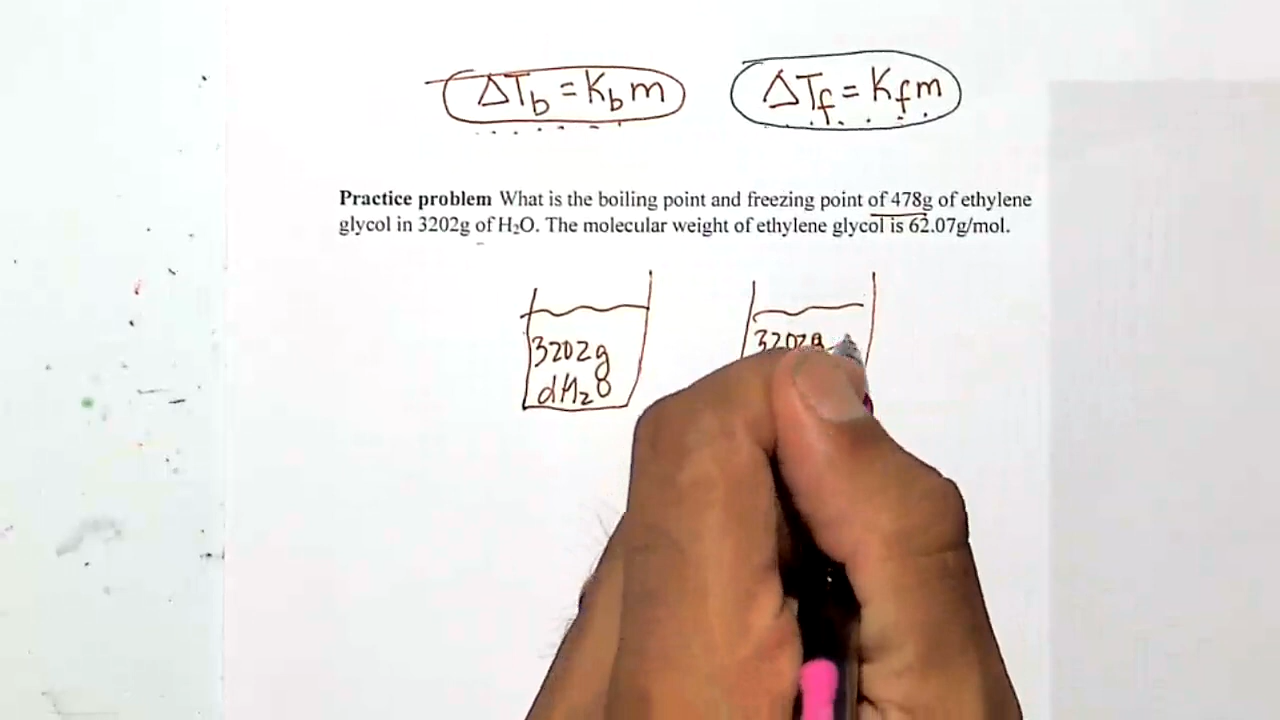 ΔTb = Kbm ΔTf = Kfm
Practice problem What is the boiling point and freezing point of 478g of ethylene
glycol in 3202g of H₂O. The molecular weight of ethylene glycol is 62.07g/mol.
3202g 3202g
dH₂O